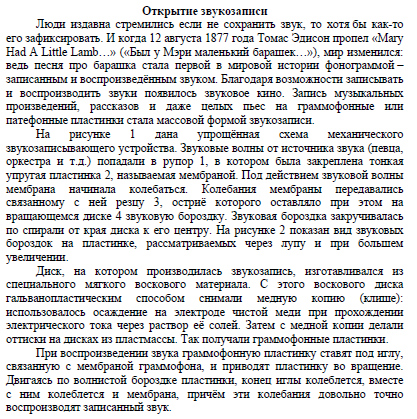 Открытие звукозаписи
Люди издавна стремились если не сохранить звук, то хотя бы как-то
его зафиксировать. И когда 12 августа 1877 года Томас Эдисон пропел «Mary
Had A Little Lamb…» («Был у Мэри маленький барашек…»), мир изменился:
ведь песня про барашка стала первой в мировой истории фонограммой –
записанным и воспроизведённым звуком. Благодаря возможности записывать
и воспроизводить звуки появилось звуковое кино. Запись музыкальных
произведений, рассказов и даже целых пьес на граммофонные или
патефонные пластинки стала массовой формой звукозаписи.
На рисунке 1 дана упрощённая схема механического
звукозаписывающего устройства. Звуковые волны от источника звука (певца,
оркестра и т.д.) попадали в рупор 1, в котором была закреплена тонкая
упругая пластинка 2, называемая мембраной. Под действием звуковой волны
мембрана начинала колебаться. Колебания мембраны передавались
связанному с ней резцу 3, остриё которого оставляло при этом на
вращающемся диске 4 звуковую бороздку. Звуковая бороздка закручивалась
по спирали от края диска к его центру. На рисунке 2 показан вид звуковых
бороздок на пластинке, рассматриваемых через лупу и при большем
увеличении.
Диск, на котором производилась звукозапись, изготавливался из
специального мягкого воскового материала. С этого воскового диска
гальванопластическим способом снимали медную копию (клише):
использовалось осаждение на электроде чистой меди при прохождении
электрического тока через раствор её солей. Затем с медной копии делали
оттиски на дисках из пластмассы. Так получали граммофонные пластинки.
При воспроизведении звука граммофонную пластинку ставят под иглу,
связанную с мембраной граммофона, и приводят пластинку во вращение.
Двигаясь по волнистой бороздке пластинки, конец иглы колеблется, вместе
с ним колеблется и мембрана, причём эти колебания довольно точно
воспроизводят записанный звук.